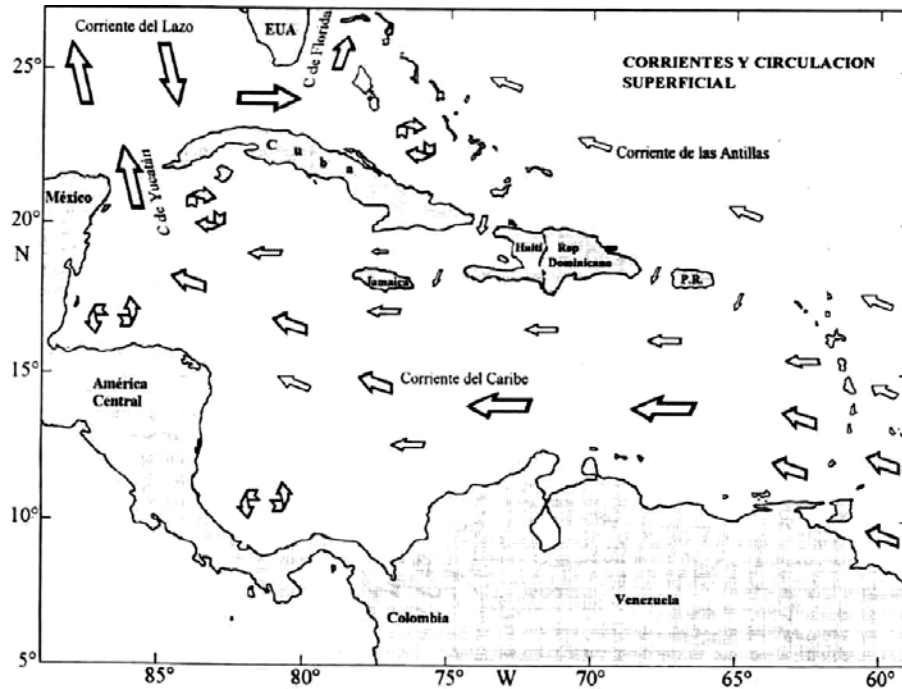 Corriente del Lazo
EUA
C de Florida
CORRIENTES Y CIRCULACION
SUPERFICIAL
25°
Cuba
Corriente de las Antillas
México
C de Yucatán
20°
N
Haití
Rep
Dominicana
Jamaica
P.R.
15°
América
Central
Corriente del Caribe
10°
Venezuela
Colombia
5°
85°
80°
75°
W
70°
65°
60°